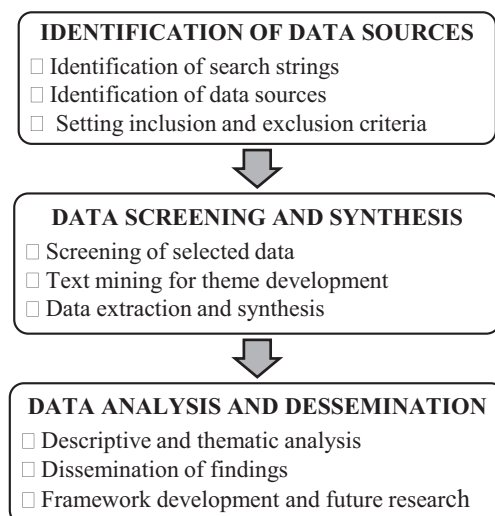 IDENTIFICATION OF DATA SOURCES
□ Identification of search strings
□ Identification of data sources
□ Setting inclusion and exclusion criteria
DATA SCREENING AND SYNTHESIS
□ Screening of selected data
□ Text mining for theme development
□ Data extraction and synthesis
DATA ANALYSIS AND DESSEMINATION
□ Descriptive and thematic analysis
□ Dissemination of findings
□ Framework development and future research